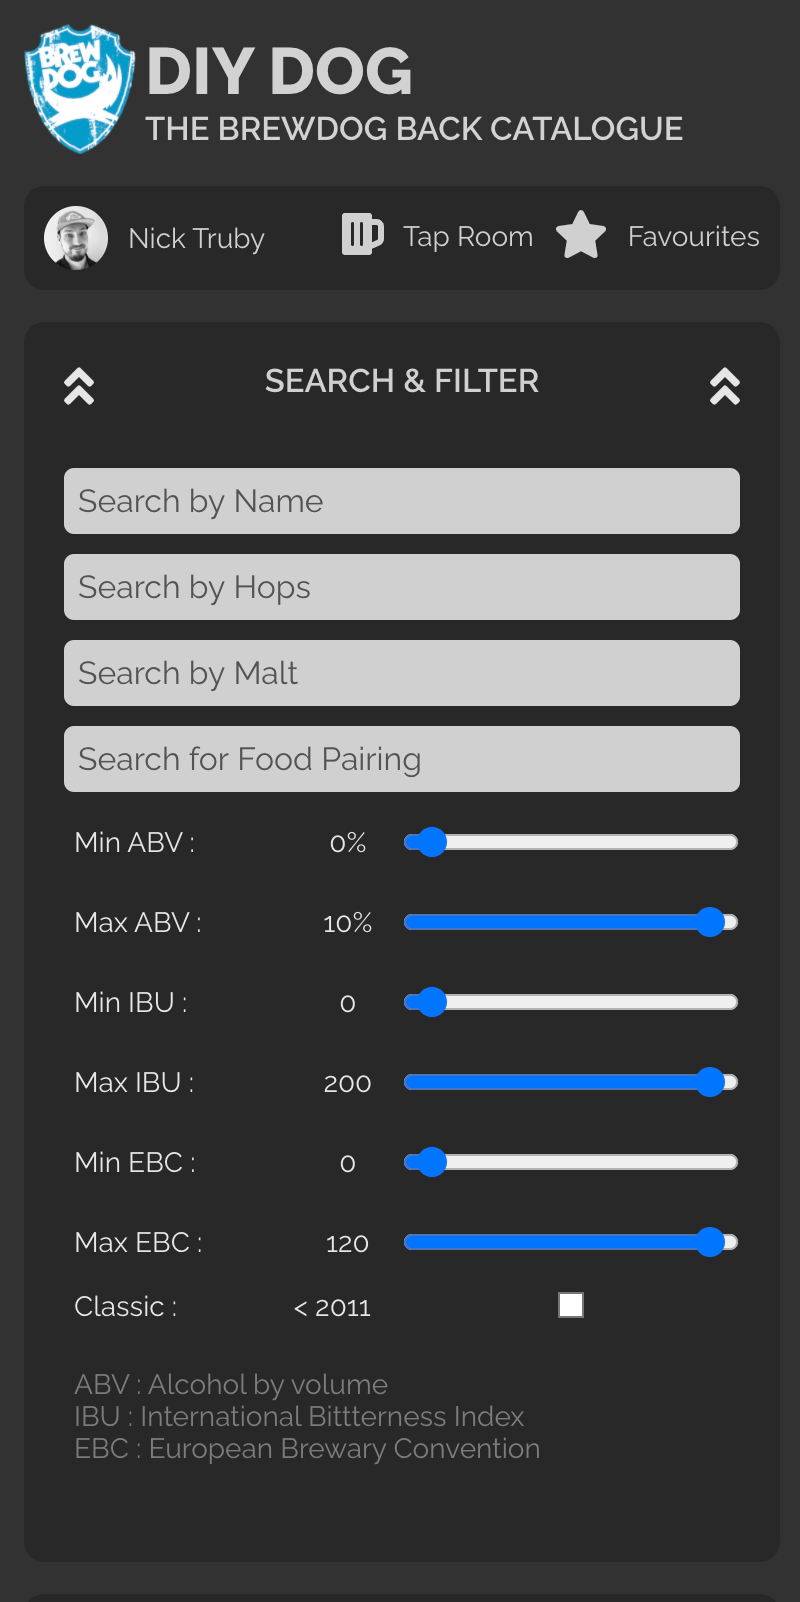 BREW
DOG
DIY DOG
THE BREWDOG BACK CATALOGUE
Nick Truby
Tap Room
Favourites
SEARCH & FILTER
Search by Name
Search by Hops
Search by Malt
Search for Food Pairing
Min ABV : 0%
Max ABV : 10%
Min IBU : 0
Max IBU : 200
Min EBC : 0
Max EBC : 120
Classic : < 2011
ABV : Alcohol by volume
IBU : International Bittterness Index
EBC : European Brewary Convention